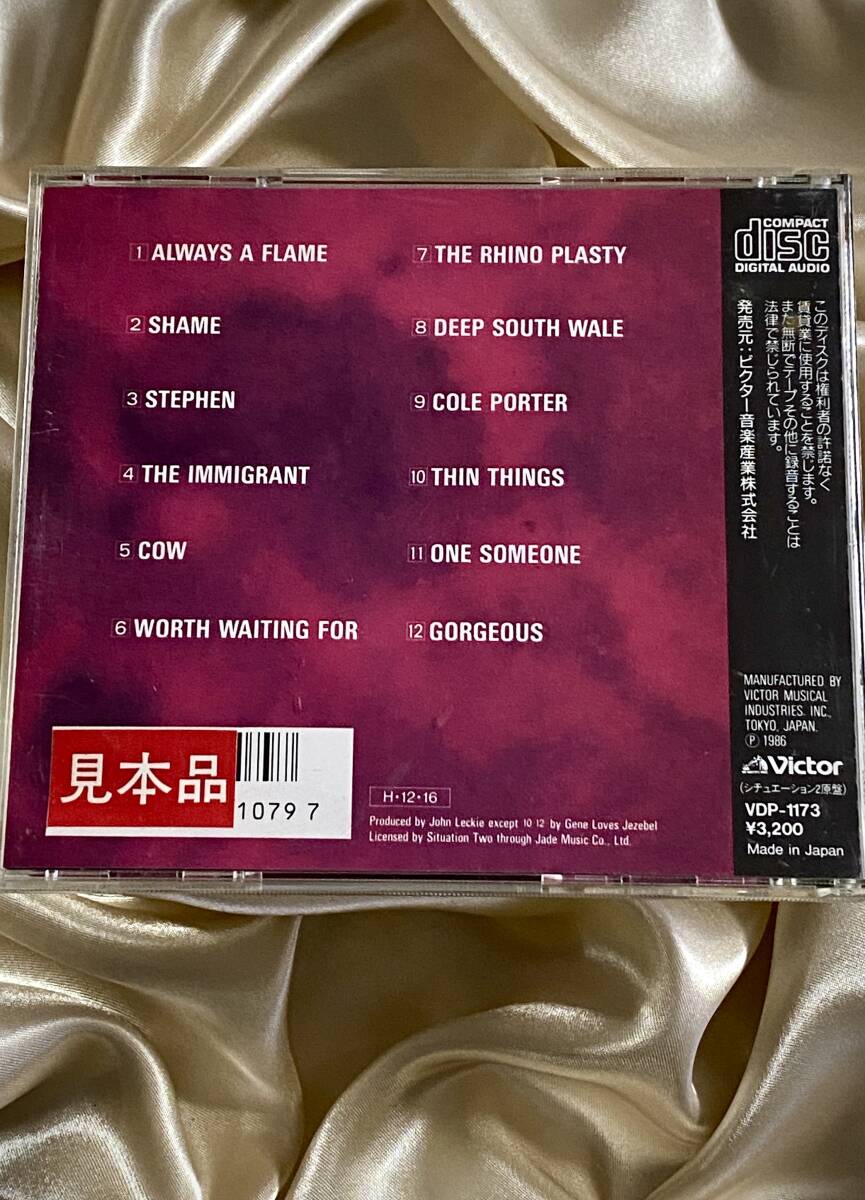 1 ALWAYS A FLAME
2 SHAME
3 STEPHEN
4 THE IMMIGRANT
5 COW
6 WORTH WAITING FOR
7 THE RHINO PLASTY
8 DEEP SOUTH WALE
9 COLE PORTER
10 THIN THINGS
11 ONE SOMEONE
12 GORGEOUS
見本品
10797
H・12・16
Produced by John Leckie except 10 12 by Gene Loves Jezebel
Licensed by Situation Two through Jade Music Co., Ltd.
COMPACT
disc
DIGITAL AUDIO
このディスクは権利者の許諾なく
賃貸業に使用することを禁じます。
また無断でテープその他に録音することは
法律で禁じられています。
発売元:ビクター音楽産業株式会社
MANUFACTURED BY
VICTOR MUSICAL
INDUSTRIES. INC.,
TOKYO, JAPAN.
Ⓟ 1986
Victor
(シチュエーション2原盤)
VDP-1173
¥3,200
Made in Japan